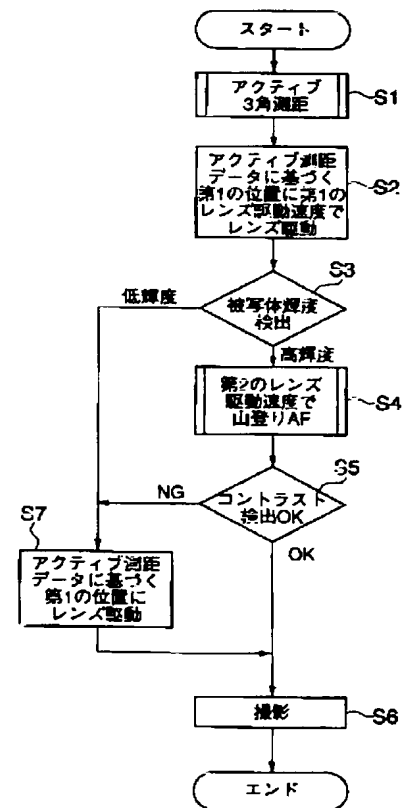 スタート
アクティブ
3角測距
S1
アクティブ測距
データに基づく
第1の位置に第1の
レンズ駆動速度で
レンズ駆動
S2
S3
低輝度
被写体輝度
検出
高輝度
第2のレンズ
駆動速度で
山登りAF
S4
S5
NG
コントラスト
検出OK
OK
S7
アクティブ測距
データに基づく
第1の位置に
レンズ駆動
撮影
S6
エンド